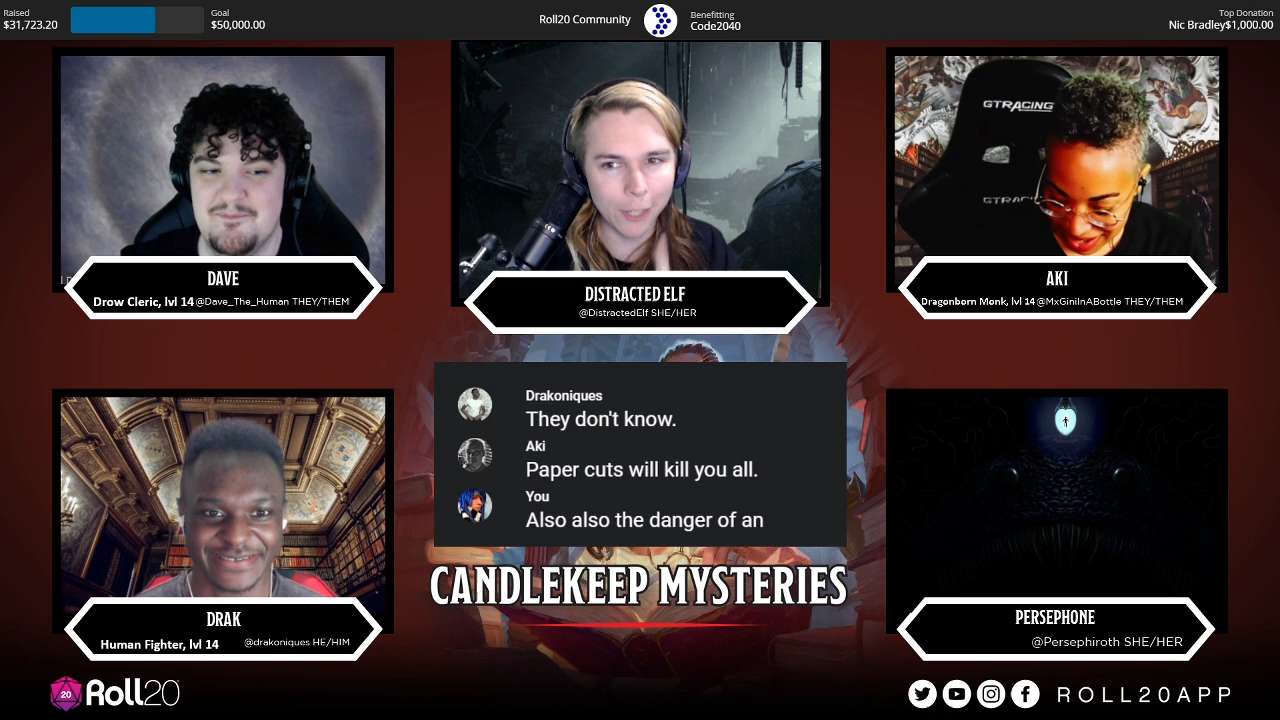 Raised
$31,723.20
Goal
$50,000.00
Roll20 Community
Benefitting
Code2040
Top Donation
Nic Bradley$1,000.00
GTRACING
DAVE
Drow Cleric, lvl 14 @Dave_The_Human THEY/THEM
DISTRACTED ELF
@DistractedElf SHE/HER
AKI
Dragonborn Monk, lvl 14 @MxGiniInABottle THEY/THEM
Drakoniques
They don't know.
Aki
Paper cuts will kill you all.
You
Also also the danger of an
CANDLEKEEP MYSTERIES
DRAK
Human Fighter, lvl 14 @drakoniques HE/HIM
PERSEPHONE
@Persephiroth SHE/HER
20 Roll20
ROLL20APP